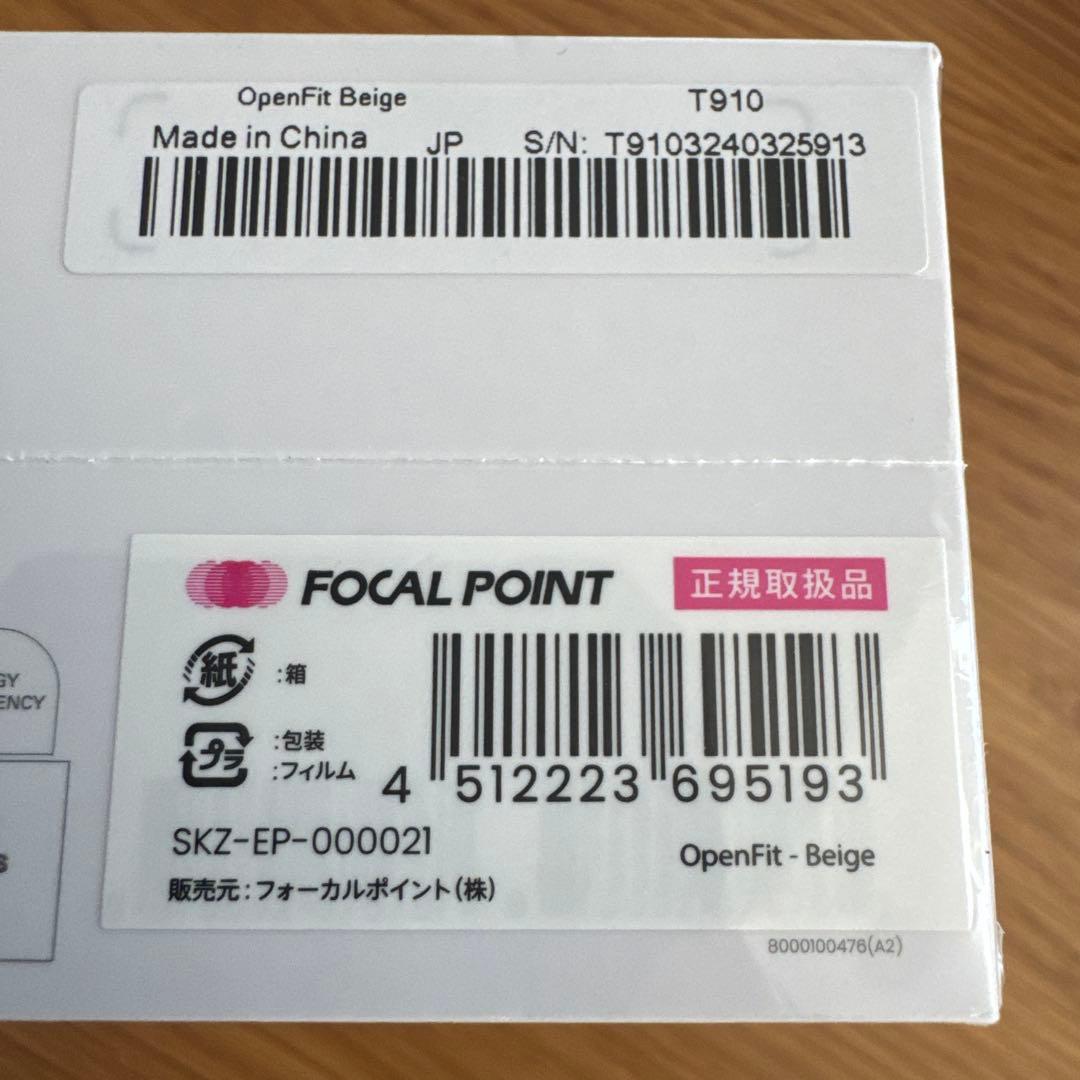 OpenFit Beige T910
Made in China JP S/N: T9103240325913
FOCAL POINT 正規取扱品
紙 :箱
プラ :包装
:フィルム
4 512223 695193
SKZ-EP-000021
OpenFit - Beige
販売元:フォーカルポイント(株)
8000100476(A2)
GY
ENCY
S